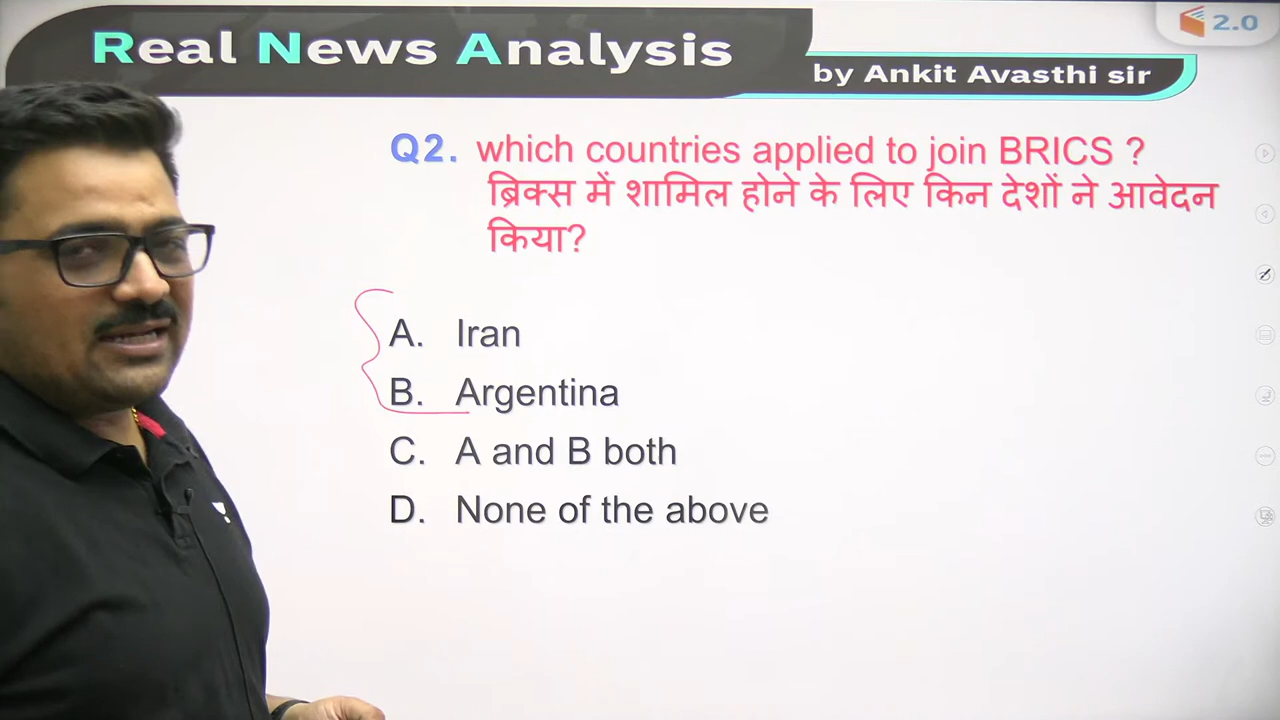 Real News Analysis
by Ankit Avasthi sir
2.0
Q2. which countries applied to join BRICS ?
ब्रिक्स में शामिल होने के लिए किन देशों ने आवेदन
किया?
A. Iran
B. Argentina
C. A and B both
D. None of the above